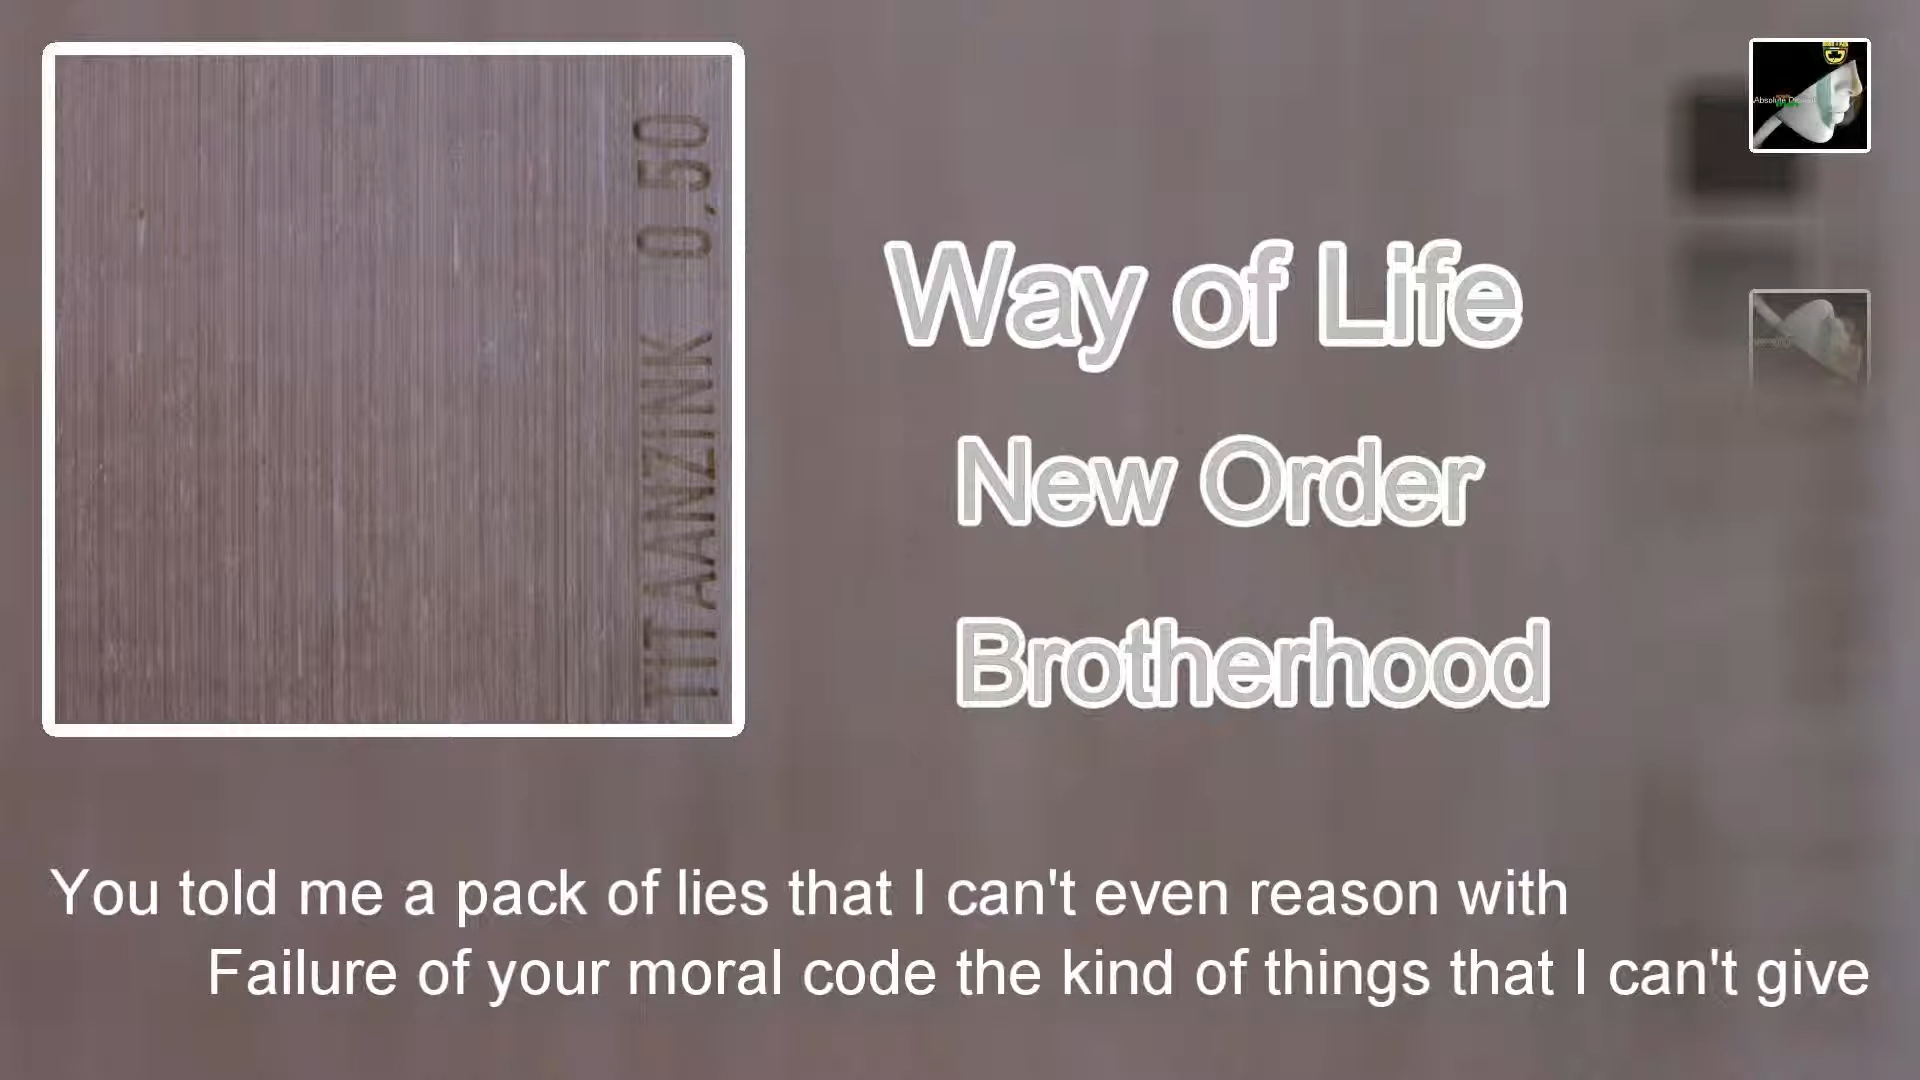 TITAANZINK 0,50
Way of Life
New Order
Brotherhood
You told me a pack of lies that I can't even reason with
Failure of your moral code the kind of things that I can't give